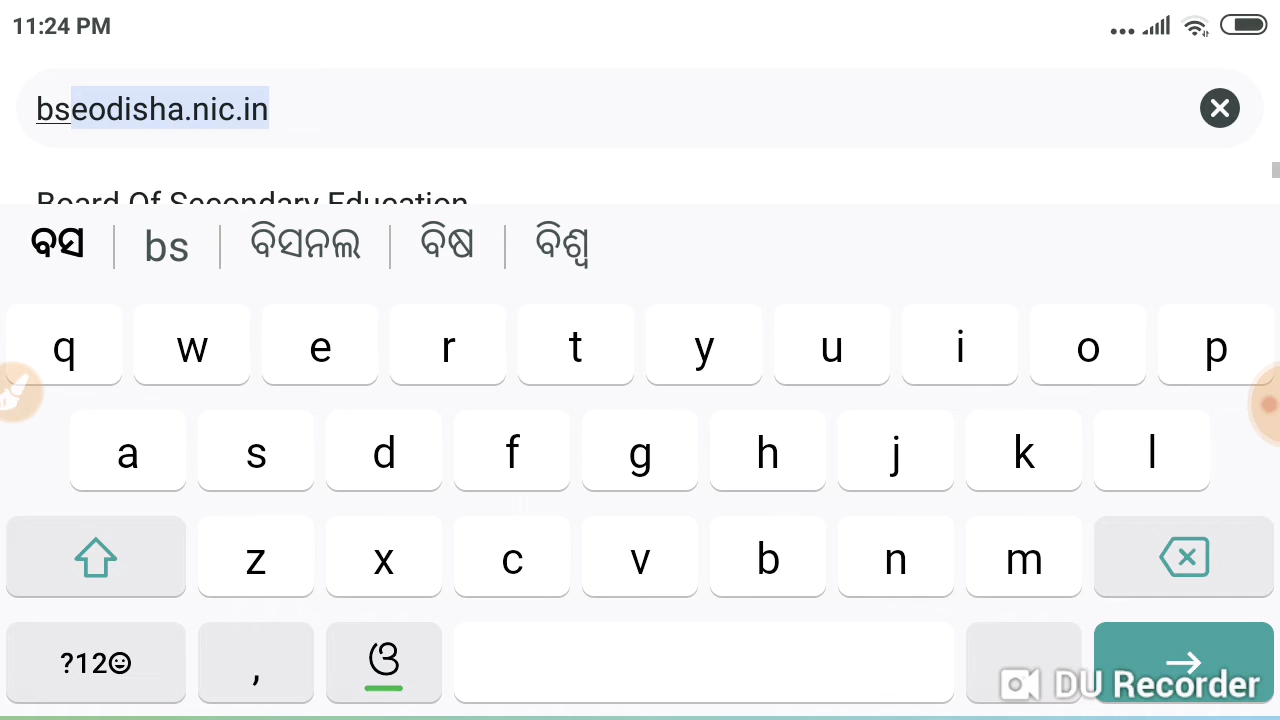 11:24 PM
bseodisha.nic.in
Board Of Secondary Education
ବସ bs ବିସନଲ ବିଷ ବିଶ୍ୱ
q w e r t y u i o p
a s d f g h j k l
z x c v b n m
?12 , ଓ
DU Recorder